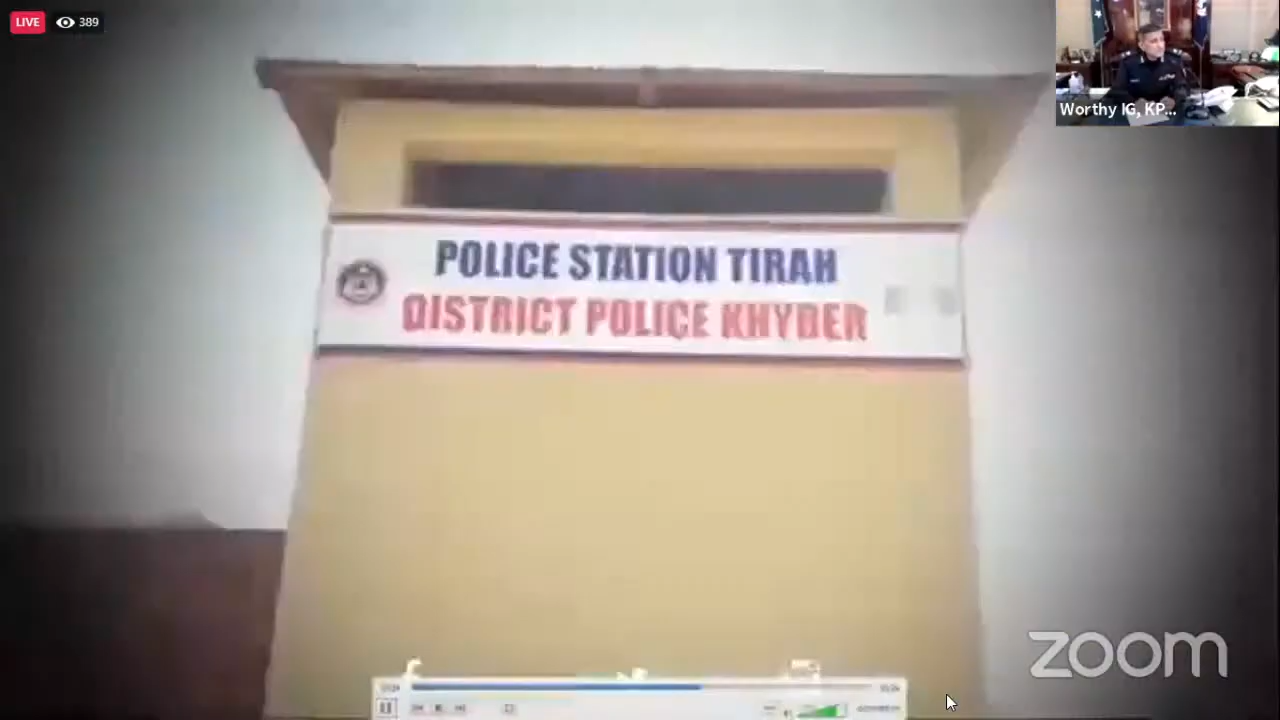 LIVE 389
Worthy IG, KP...
POLICE STATION TIRAH
DISTRICT POLICE KHYBER
zoom